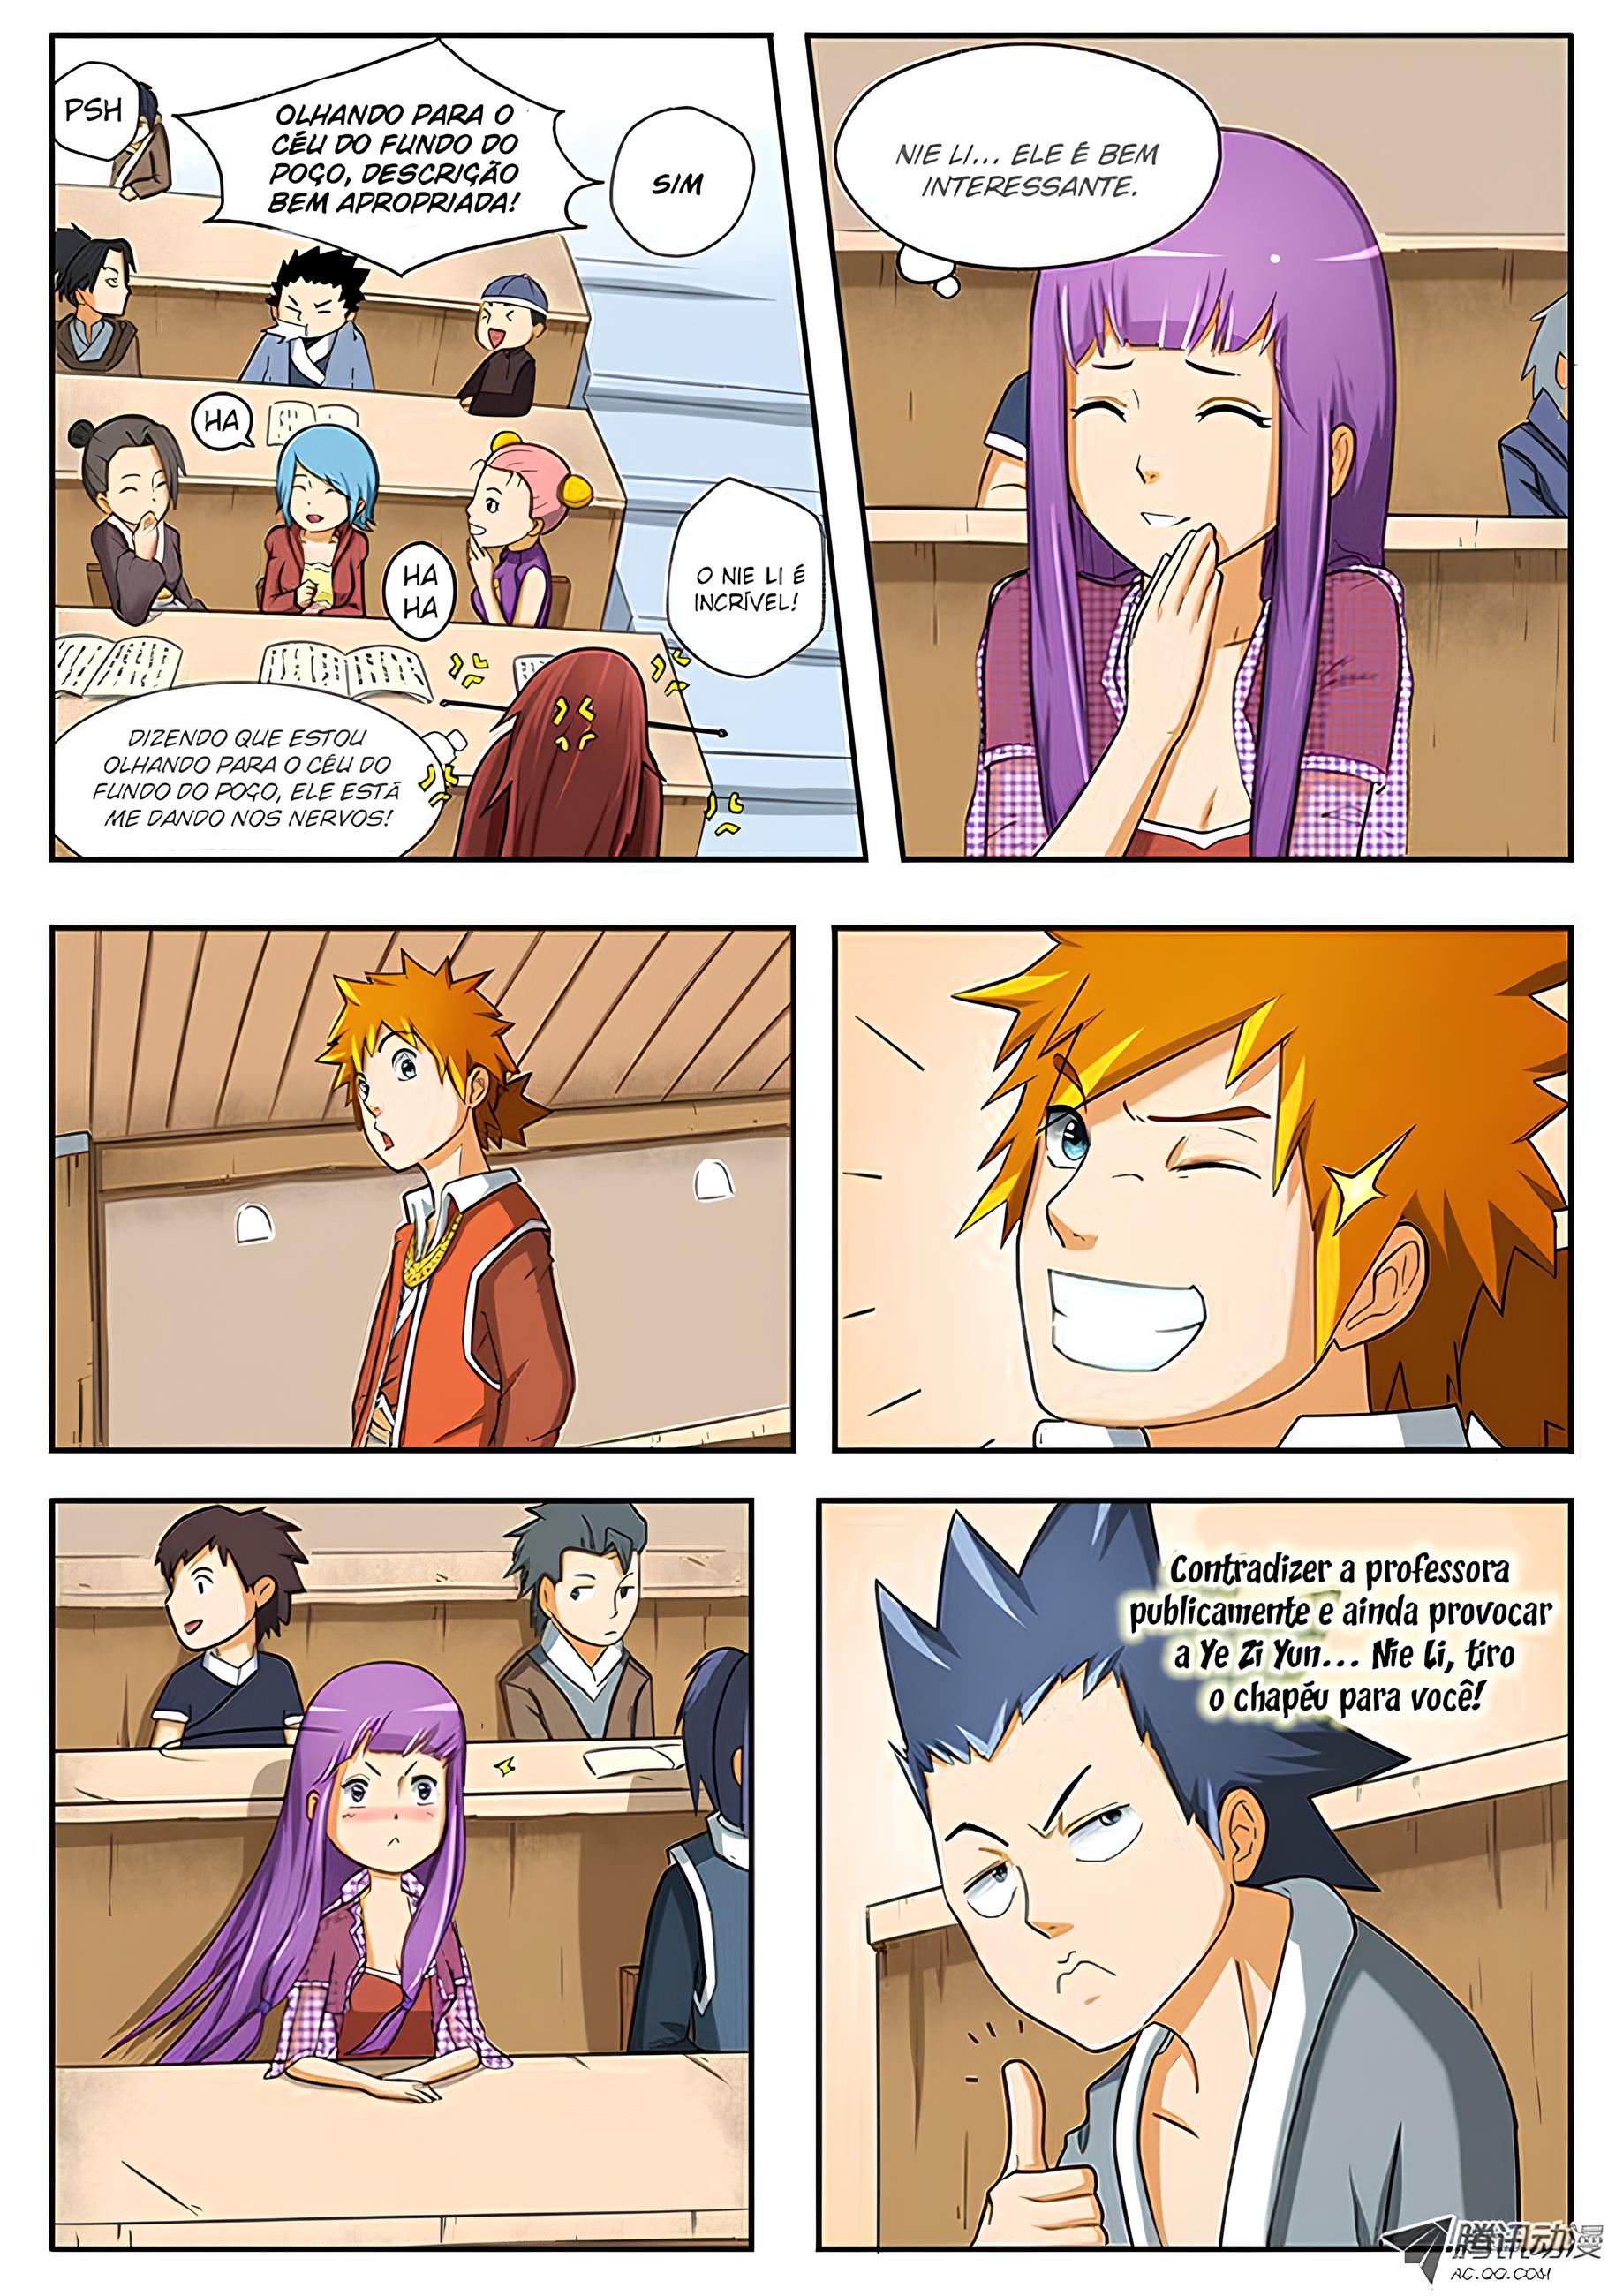 PSH
OLHANDO PARA O
CÉU DO FUNDO DO
POÇO, DESCRIÇÃO
BEM APROPRIADA!
SIM
HA
HA
HA
O NIE LI É
INCRÍVEL!
DIZENDO QUE ESTOU
OLHANDO PARA O CÉU DO
FUNDO DO POÇO, ELE ESTÁ
ME DANDO NOS NERVOS!
NIE LI... ELE É BEM
INTERESSANTE.
Contradizer a professora
publicamente e ainda provocar
a Ye Zi Yun... Nie Li, tiro
o chapéu para você!
腾讯动漫
AC.QQ.COM